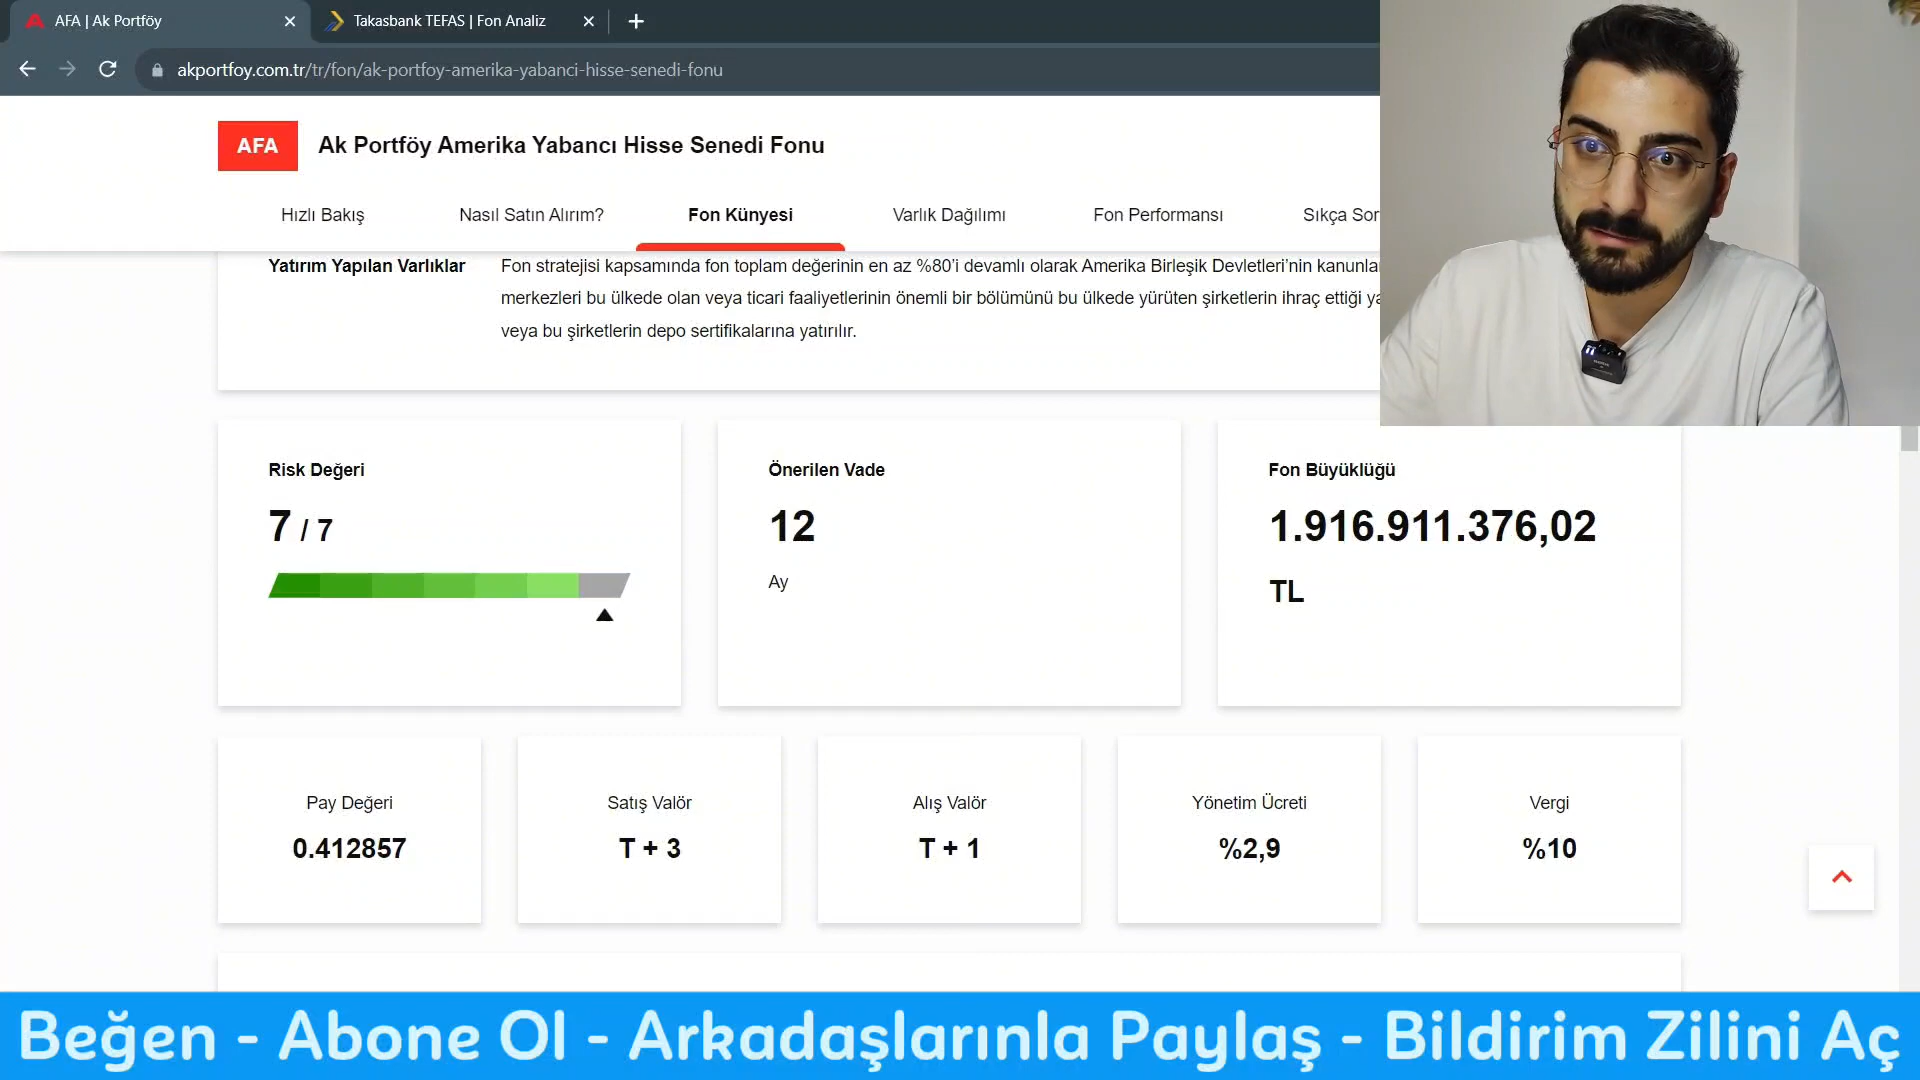 AFA | Ak Portföy
Takasbank TEFAS | Fon Analiz
akportfoy.com.tr/tr/fon/ak-portfoy-amerika-yabanci-hisse-senedi-fonu
AFA
Ak Portföy Amerika Yabancı Hisse Senedi Fonu
Hızlı Bakış
Nasıl Satın Alırım?
Fon Künyesi
Varlık Dağılımı
Fon Performansı
Sıkça Sor
Yatırım Yapılan Varlıklar
Fon stratejisi kapsamında fon toplam değerinin en az %80'i devamlı olarak Amerika Birleşik Devletleri'nin kanunla
merkezleri bu ülkede olan veya ticari faaliyetlerinin önemli bir bölümünü bu ülkede yürüten şirketlerin ihraç ettiği ya
veya bu şirketlerin depo sertifikalarına yatırılır.
Risk Değeri
7 / 7
Önerilen Vade
12
Ay
Fon Büyüklüğü
1.916.911.376,02
TL
Pay Değeri
0.412857
Satış Valör
T + 3
Alış Valör
T + 1
Yönetim Ücreti
%2,9
Vergi
%10
Beğen - Abone Ol - Arkadaşlarınla Paylaş - Bildirim Zilini Aç